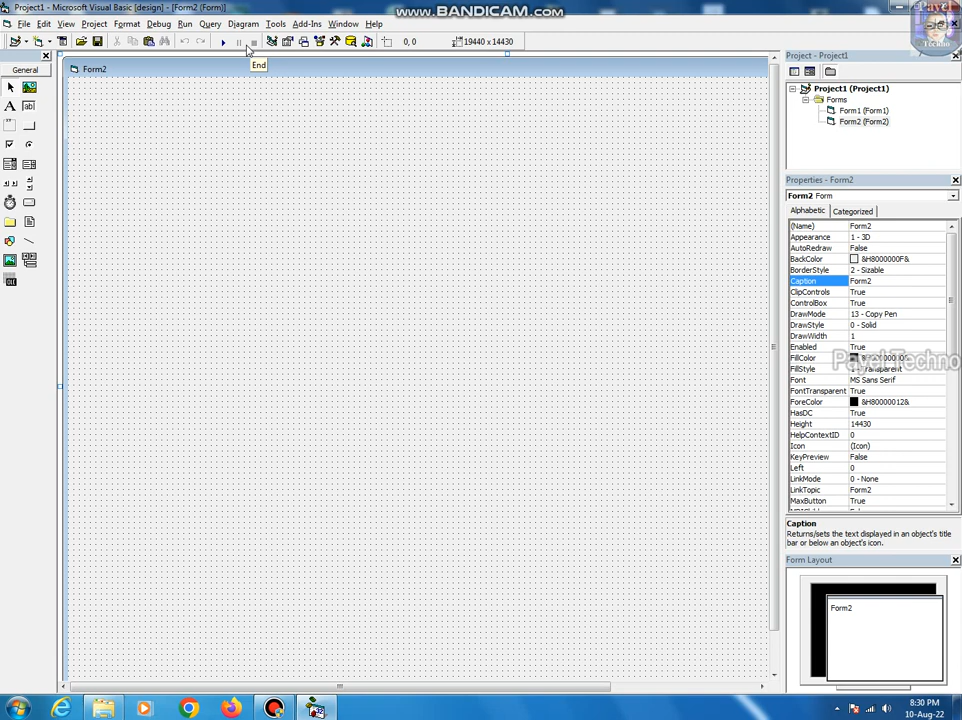 Project1 - Microsoft Visual Basic [design] - [Form2 (Form)]
www.BANDICAM.com
Payel
Techno
File Edit View Project Format Debug Run Query Diagram Tools Add-Ins Window Help
0, 0
19440 x 14430
End
General
A
ab|
Form2
Project - Project1
Project1 (Project1)
Forms
Form1 (Form1)
Form2 (Form2)
Properties - Form2
Form2 Form
Alphabetic Categorized
(Name) Form2
Appearance 1 - 3D
AutoRedraw False
BackColor &H8000000F&
BorderStyle 2 - Sizable
Caption Form2
ClipControls True
ControlBox True
DrawMode 13 - Copy Pen
DrawStyle 0 - Solid
DrawWidth 1
Enabled True
Payel Techno
FillColor
FillStyle
Font MS Sans Serif
FontTransparent True
ForeColor &H80000012&
HasDC True
Height 14430
HelpContextID 0
Icon (Icon)
KeyPreview False
Left 0
LinkMode 0 - None
LinkTopic Form2
MaxButton True
Caption
Returns/sets the text displayed in an object's title
bar or below an object's icon.
Form Layout
Form2
8:30 PM
10-Aug-22